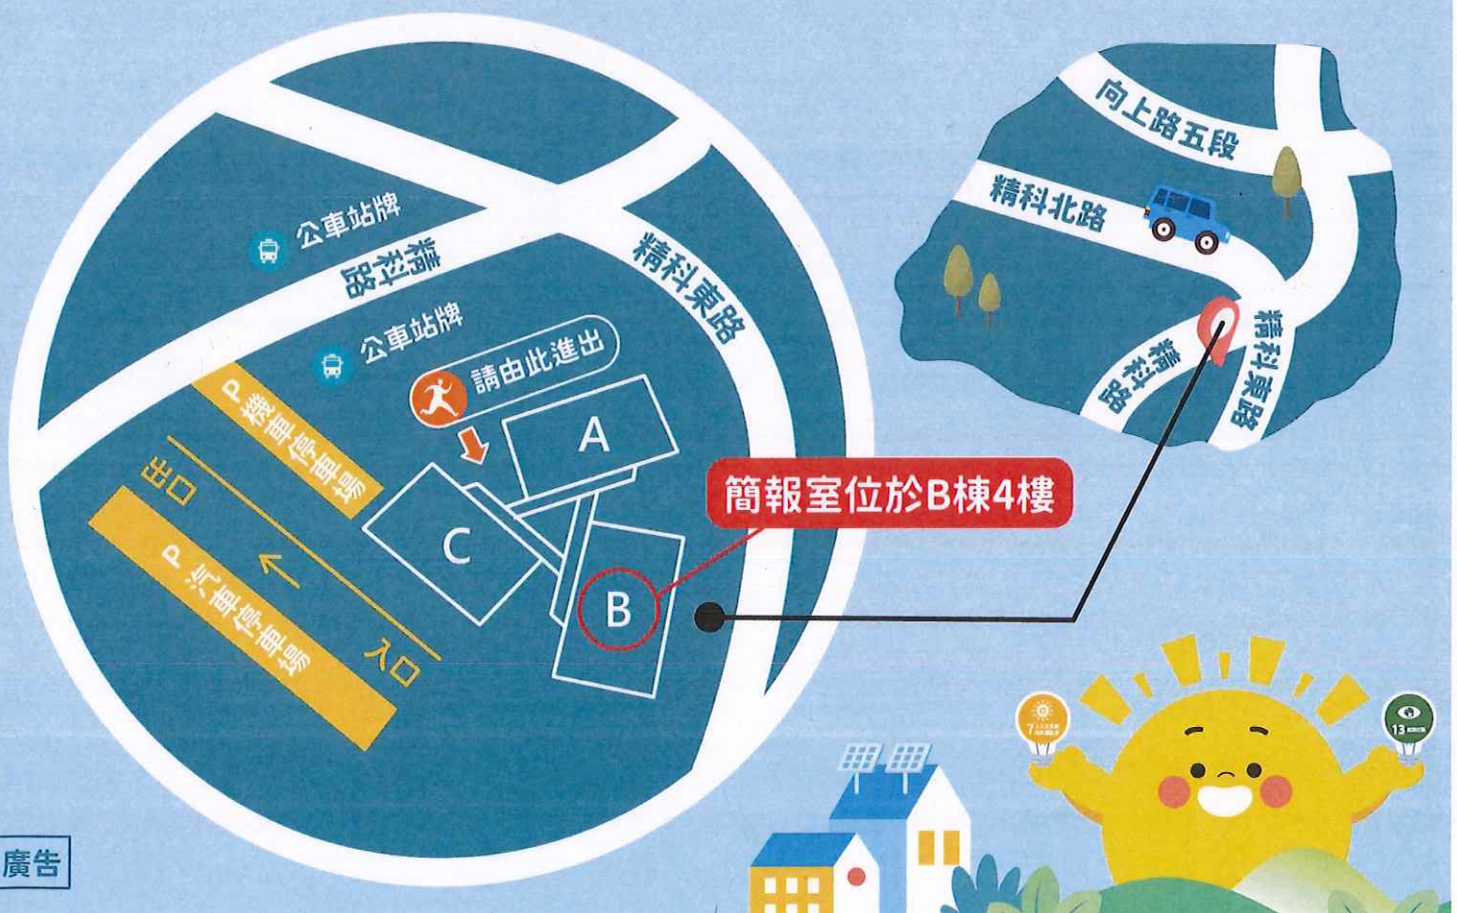 公車站牌
精科路
公車站牌
精科東路
請由此進出
P 機車停車場
出口
P 汽車停車場
入口
A
C
B
簡報室位於B棟4樓
向上路五段
精科北路
精科路
精科東路
7
13
廣告